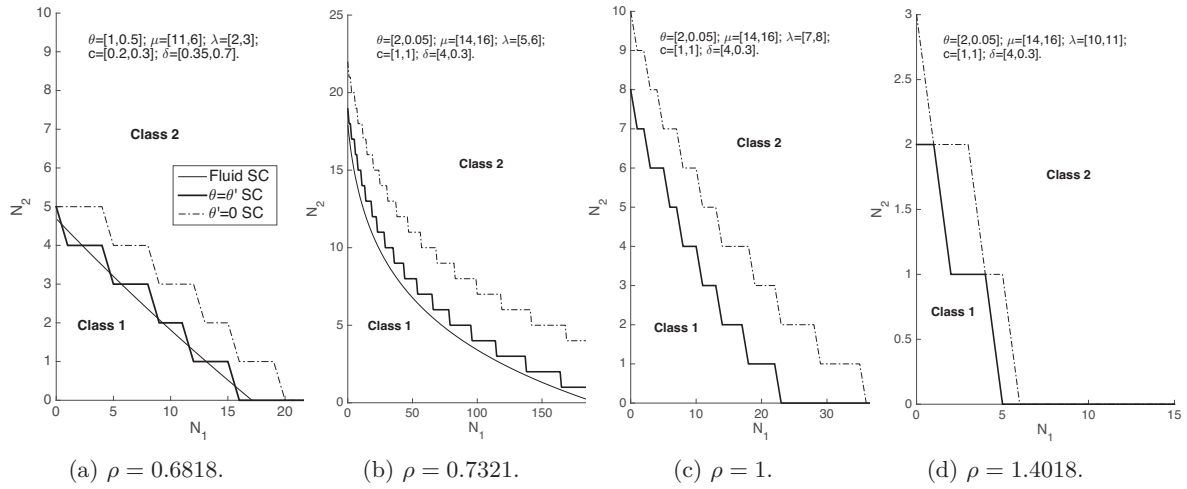 θ=[1,0.5]; μ=[11,6]; λ=[2,3];
c=[0.2,0.3]; δ=[0.35,0.7].
Class 2
Fluid SC
θ=θ' SC
θ'=0 SC
Class 1
N2
10
9
8
7
6
5
4
3
2
1
0
0 5 10 15 20
N1
(a) ρ = 0.6818.
θ=[2,0.05]; μ=[14,16]; λ=[5,6];
c=[1,1]; δ=[4,0.3].
Class 2
Class 1
N2
25
20
15
10
5
0
0 50 100 150
N1
(b) ρ = 0.7321.
θ=[2,0.05]; μ=[14,16]; λ=[7,8];
c=[1,1]; δ=[4,0.3].
Class 2
Class 1
N2
10
9
8
7
6
5
4
3
2
1
0
0 10 20 30
N1
(c) ρ = 1.
θ=[2,0.05]; μ=[14,16]; λ=[10,11];
c=[1,1]; δ=[4,0.3].
Class 2
Class 1
N2
3.5
3
2.5
2
1.5
1
0.5
0
0 5 10 15
N1
(d) ρ = 1.4018.